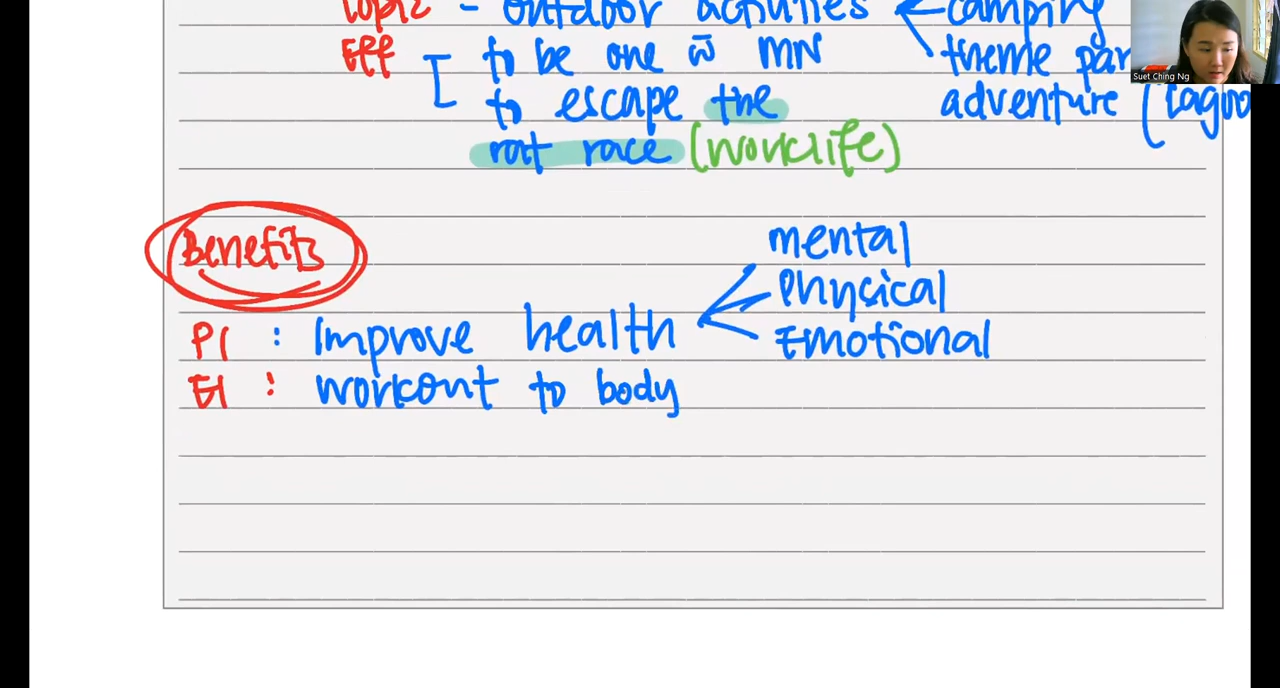 Topic - outdoor activities camping
Suet Ching Ng
Eff to be one w̄ MN theme par
to escape the adventure (lagoo
rat race (worklife)
Benefits
mental
Physical
P1 : Improve health
Emotional
E1 : workout to body